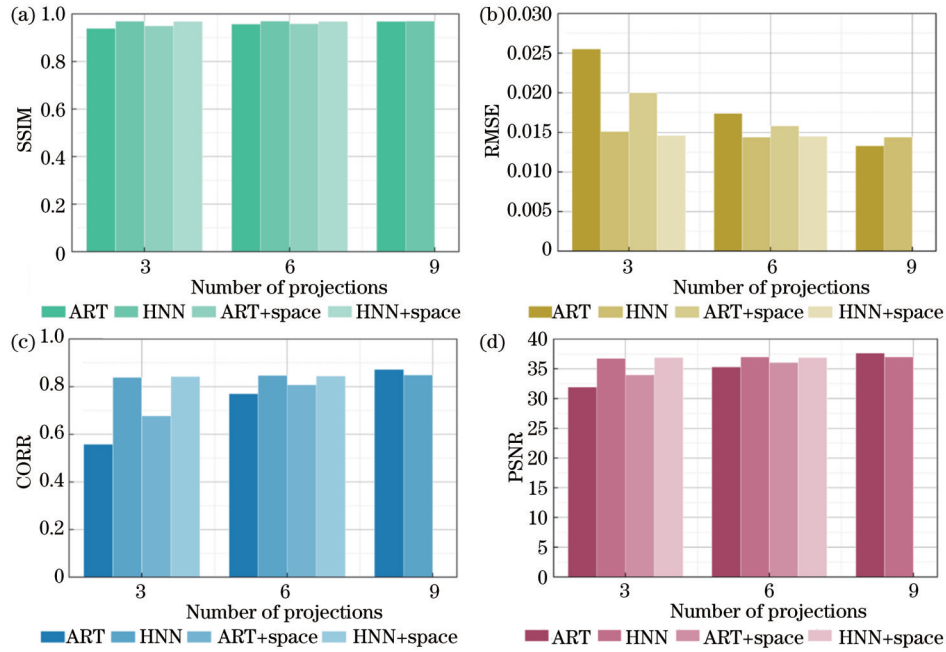 (a)
1.0
0.8
0.6
0.4
0.2
0
SSIM
3 6 9
Number of projections
ART HNN ART+space HNN+space
(b)
0.030
0.025
0.020
0.015
0.010
0.005
0
RMSE
3 6 9
Number of projections
ART HNN ART+space HNN+space
(c)
1.0
0.8
0.6
0.4
0.2
0
CORR
3 6 9
Number of projections
ART HNN ART+space HNN+space
(d)
40
35
30
25
20
15
10
5
0
PSNR
3 6 9
Number of projections
ART HNN ART+space HNN+space